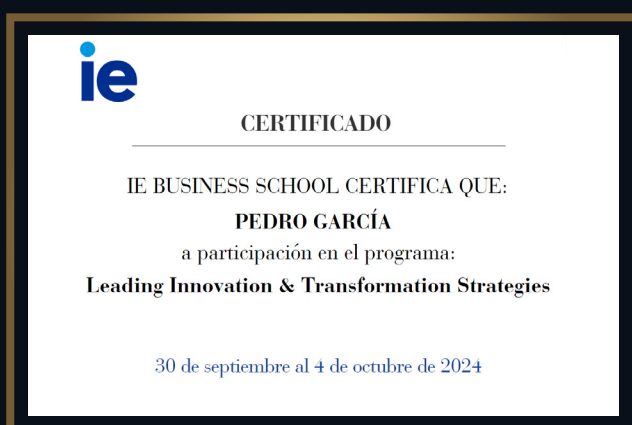 ie
CERTIFICADO
IE BUSINESS SCHOOL CERTIFICA QUE:
PEDRO GARCÍA
a participación en el programa:
Leading Innovation & Transformation Strategies
30 de septiembre al 4 de octubre de 2024